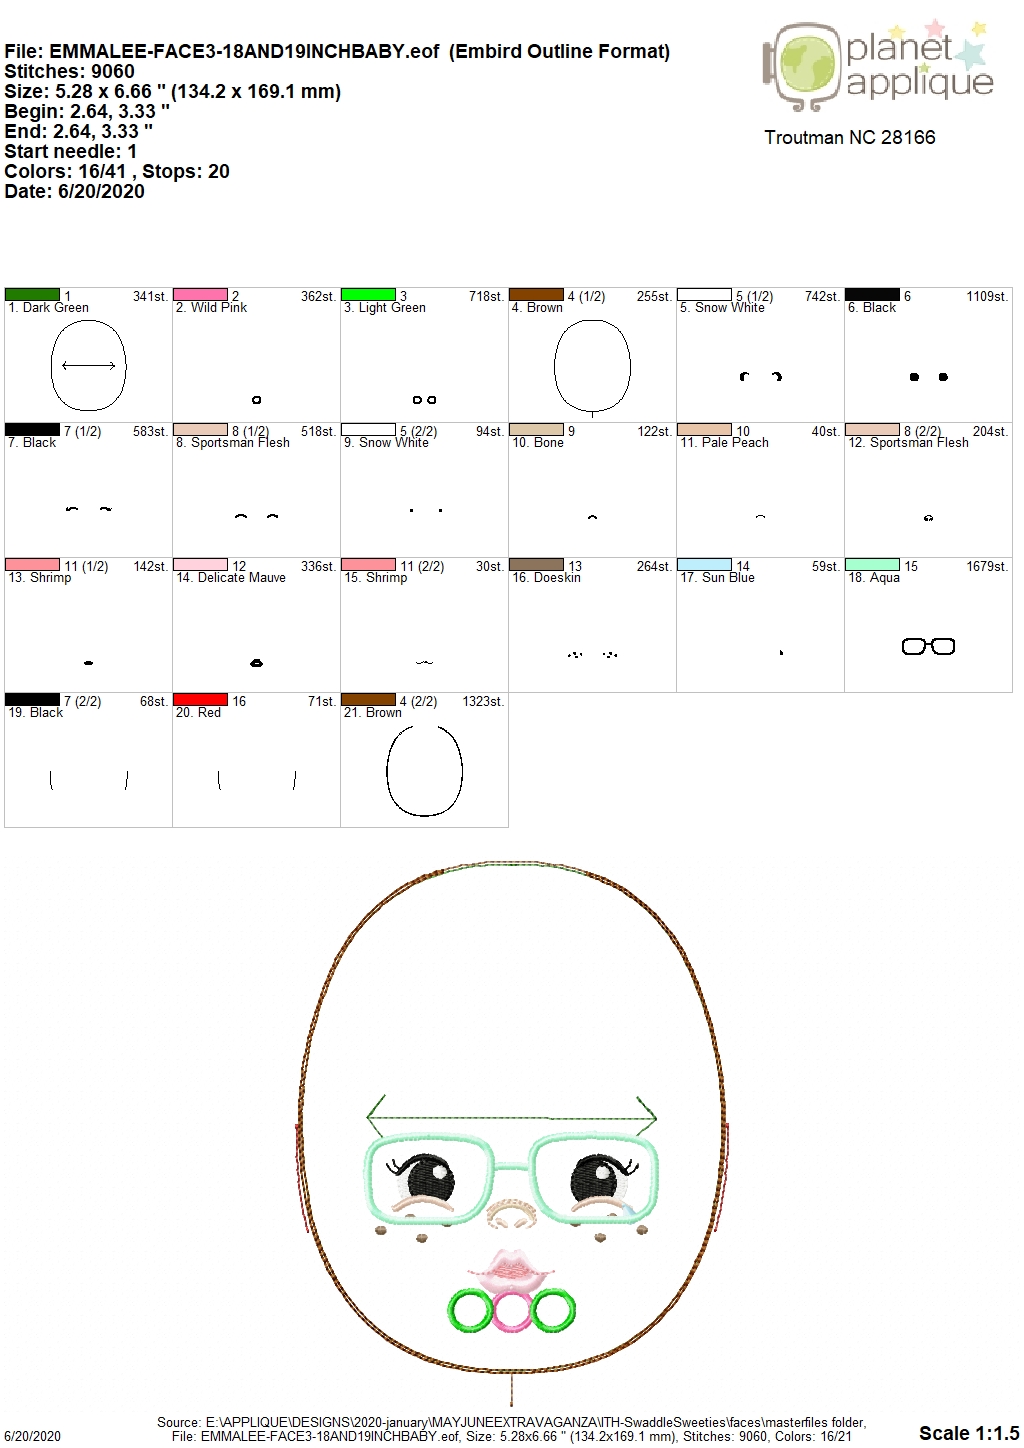 File: EMMALEE-FACE3-18AND19INCHBABY.eof (Embird Outline Format)
Stitches: 9060
Size: 5.28 x 6.66 " (134.2 x 169.1 mm)
Begin: 2.64, 3.33 "
End: 2.64, 3.33 "
Start needle: 1
Colors: 16/41 , Stops: 20
Date: 6/20/2020
planet
applique
Troutman NC 28166
1 341st.
1. Dark Green
2 362st.
2. Wild Pink
3 718st.
3. Light Green
4 (1/2) 255st.
4. Brown
5 (1/2) 742st.
5. Snow White
6 1109st.
6. Black
7 (1/2) 583st.
7. Black
8 (1/2) 518st.
8. Sportsman Flesh
5 (2/2) 94st.
9. Snow White
9 122st.
10. Bone
10 40st.
11. Pale Peach
8 (2/2) 204st.
12. Sportsman Flesh
11 (1/2) 142st.
13. Shrimp
12 336st.
14. Delicate Mauve
11 (2/2) 30st.
15. Shrimp
13 264st.
16. Doeskin
14 59st.
17. Sun Blue
15 1679st.
18. Aqua
7 (2/2) 68st.
19. Black
16 71st.
20. Red
4 (2/2) 1323st.
21. Brown
Source: E:\APPLIQUE\DESIGNS\2020-january\MAYJUNEEXTRAVAGANZA\ITH-SwaddleSweeties\faces\masterfiles folder,
6/20/2020 File: EMMALEE-FACE3-18AND19INCHBABY.eof, Size: 5.28x6.66 " (134.2x169.1 mm), Stitches: 9060, Colors: 16/21 Scale 1:1.5